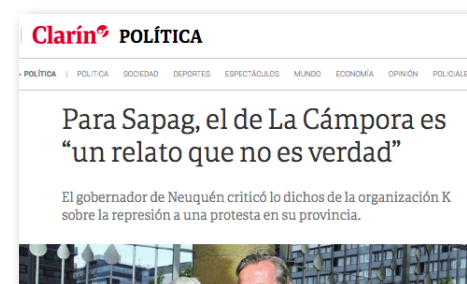 Clarín POLÍTICA
POLÍTICA | POLITICA SOCIEDAD DEPORTES ESPECTÁCULOS MUNDO ECONOMÍA OPINIÓN POLICIALE
Para Sapag, el de La Cámpora es
“un relato que no es verdad”
El gobernador de Neuquén criticó lo dichos de la organización K
sobre la represión a una protesta en su provincia.